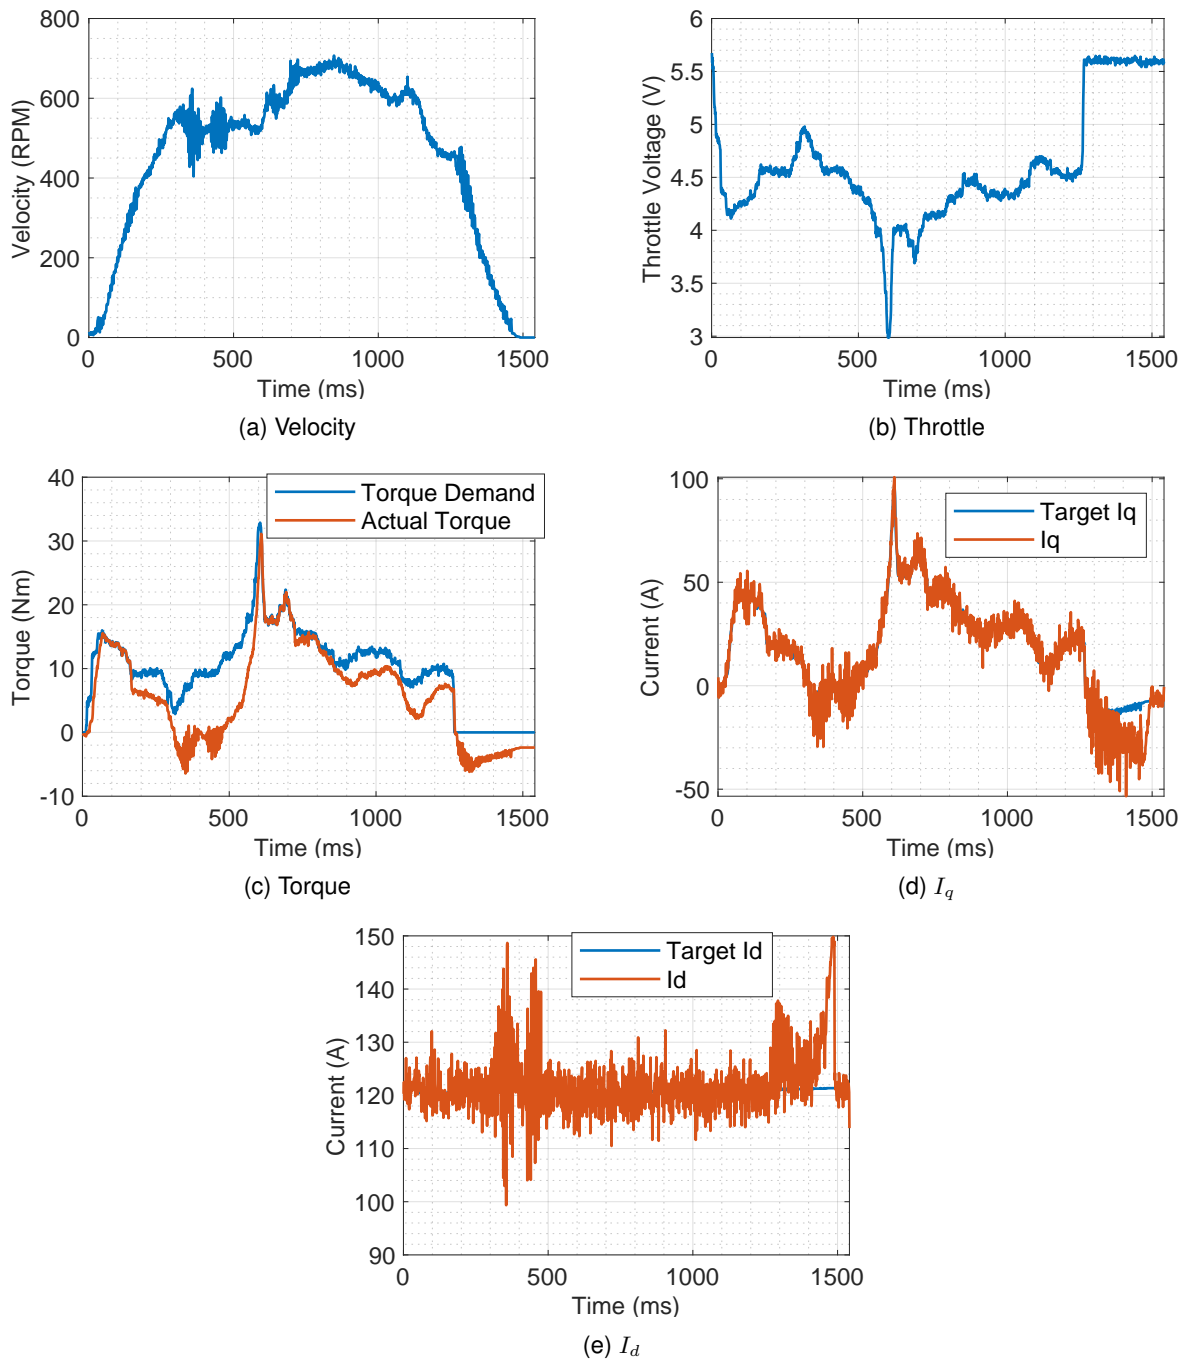 800
600
400
200
0
0
500
1000
1500
Velocity (RPM)
Time (ms)
(a) Velocity
6
5.5
5
4.5
4
3.5
3
0
500
1000
1500
Throttle Voltage (V)
Time (ms)
(b) Throttle
40
30
20
10
0
-10
0
500
1000
1500
Torque (Nm)
Torque Demand
Actual Torque
Time (ms)
(c) Torque
100
50
0
-50
0
500
1000
1500
Current (A)
Target Iq
Iq
Time (ms)
(d) I_q
150
140
130
120
110
100
90
0
500
1000
1500
Current (A)
Target Id
Id
Time (ms)
(e) I_d